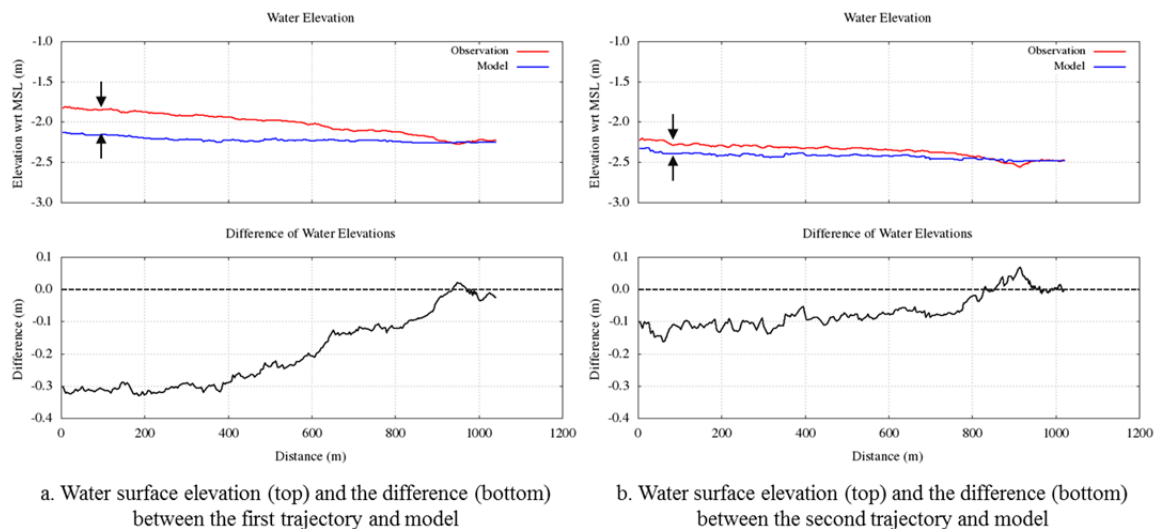 Water Elevation
-1.0
-1.5
-2.0
-2.5
-3.0
Elevation wrt MSL (m)
Observation
Model
Difference of Water Elevations
0.1
0.0
-0.1
-0.2
-0.3
-0.4
Difference (m)
0 200 400 600 800 1000 1200
Distance (m)
a. Water surface elevation (top) and the difference (bottom)
between the first trajectory and model
Water Elevation
-1.0
-1.5
-2.0
-2.5
-3.0
Elevation wrt MSL (m)
Observation
Model
Difference of Water Elevations
0.1
0.0
-0.1
-0.2
-0.3
-0.4
Difference (m)
0 200 400 600 800 1000 1200
Distance (m)
b. Water surface elevation (top) and the difference (bottom)
between the second trajectory and model